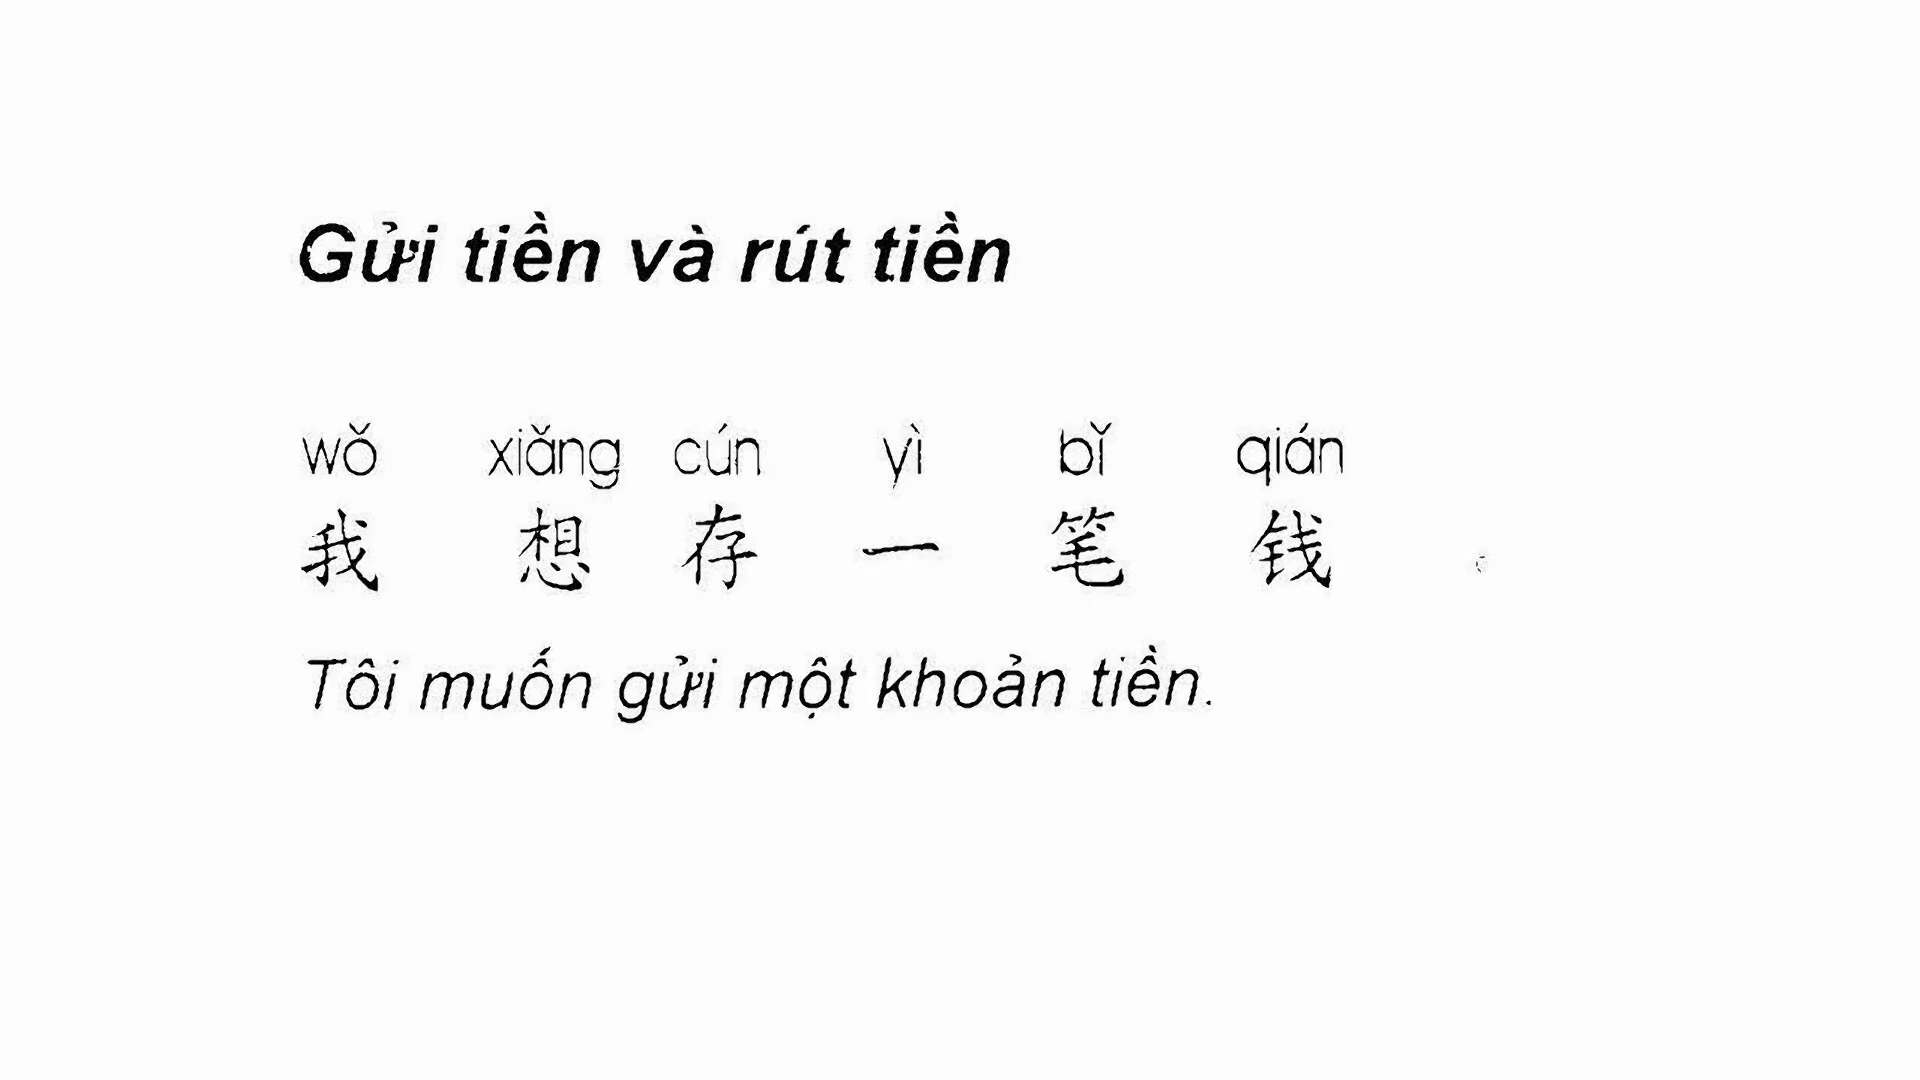 Gửi tiền và rút tiền
wǒ xiǎng cún yì bǐ qián
我 想 存 一 笔 钱 。
Tôi muốn gửi một khoản tiền.